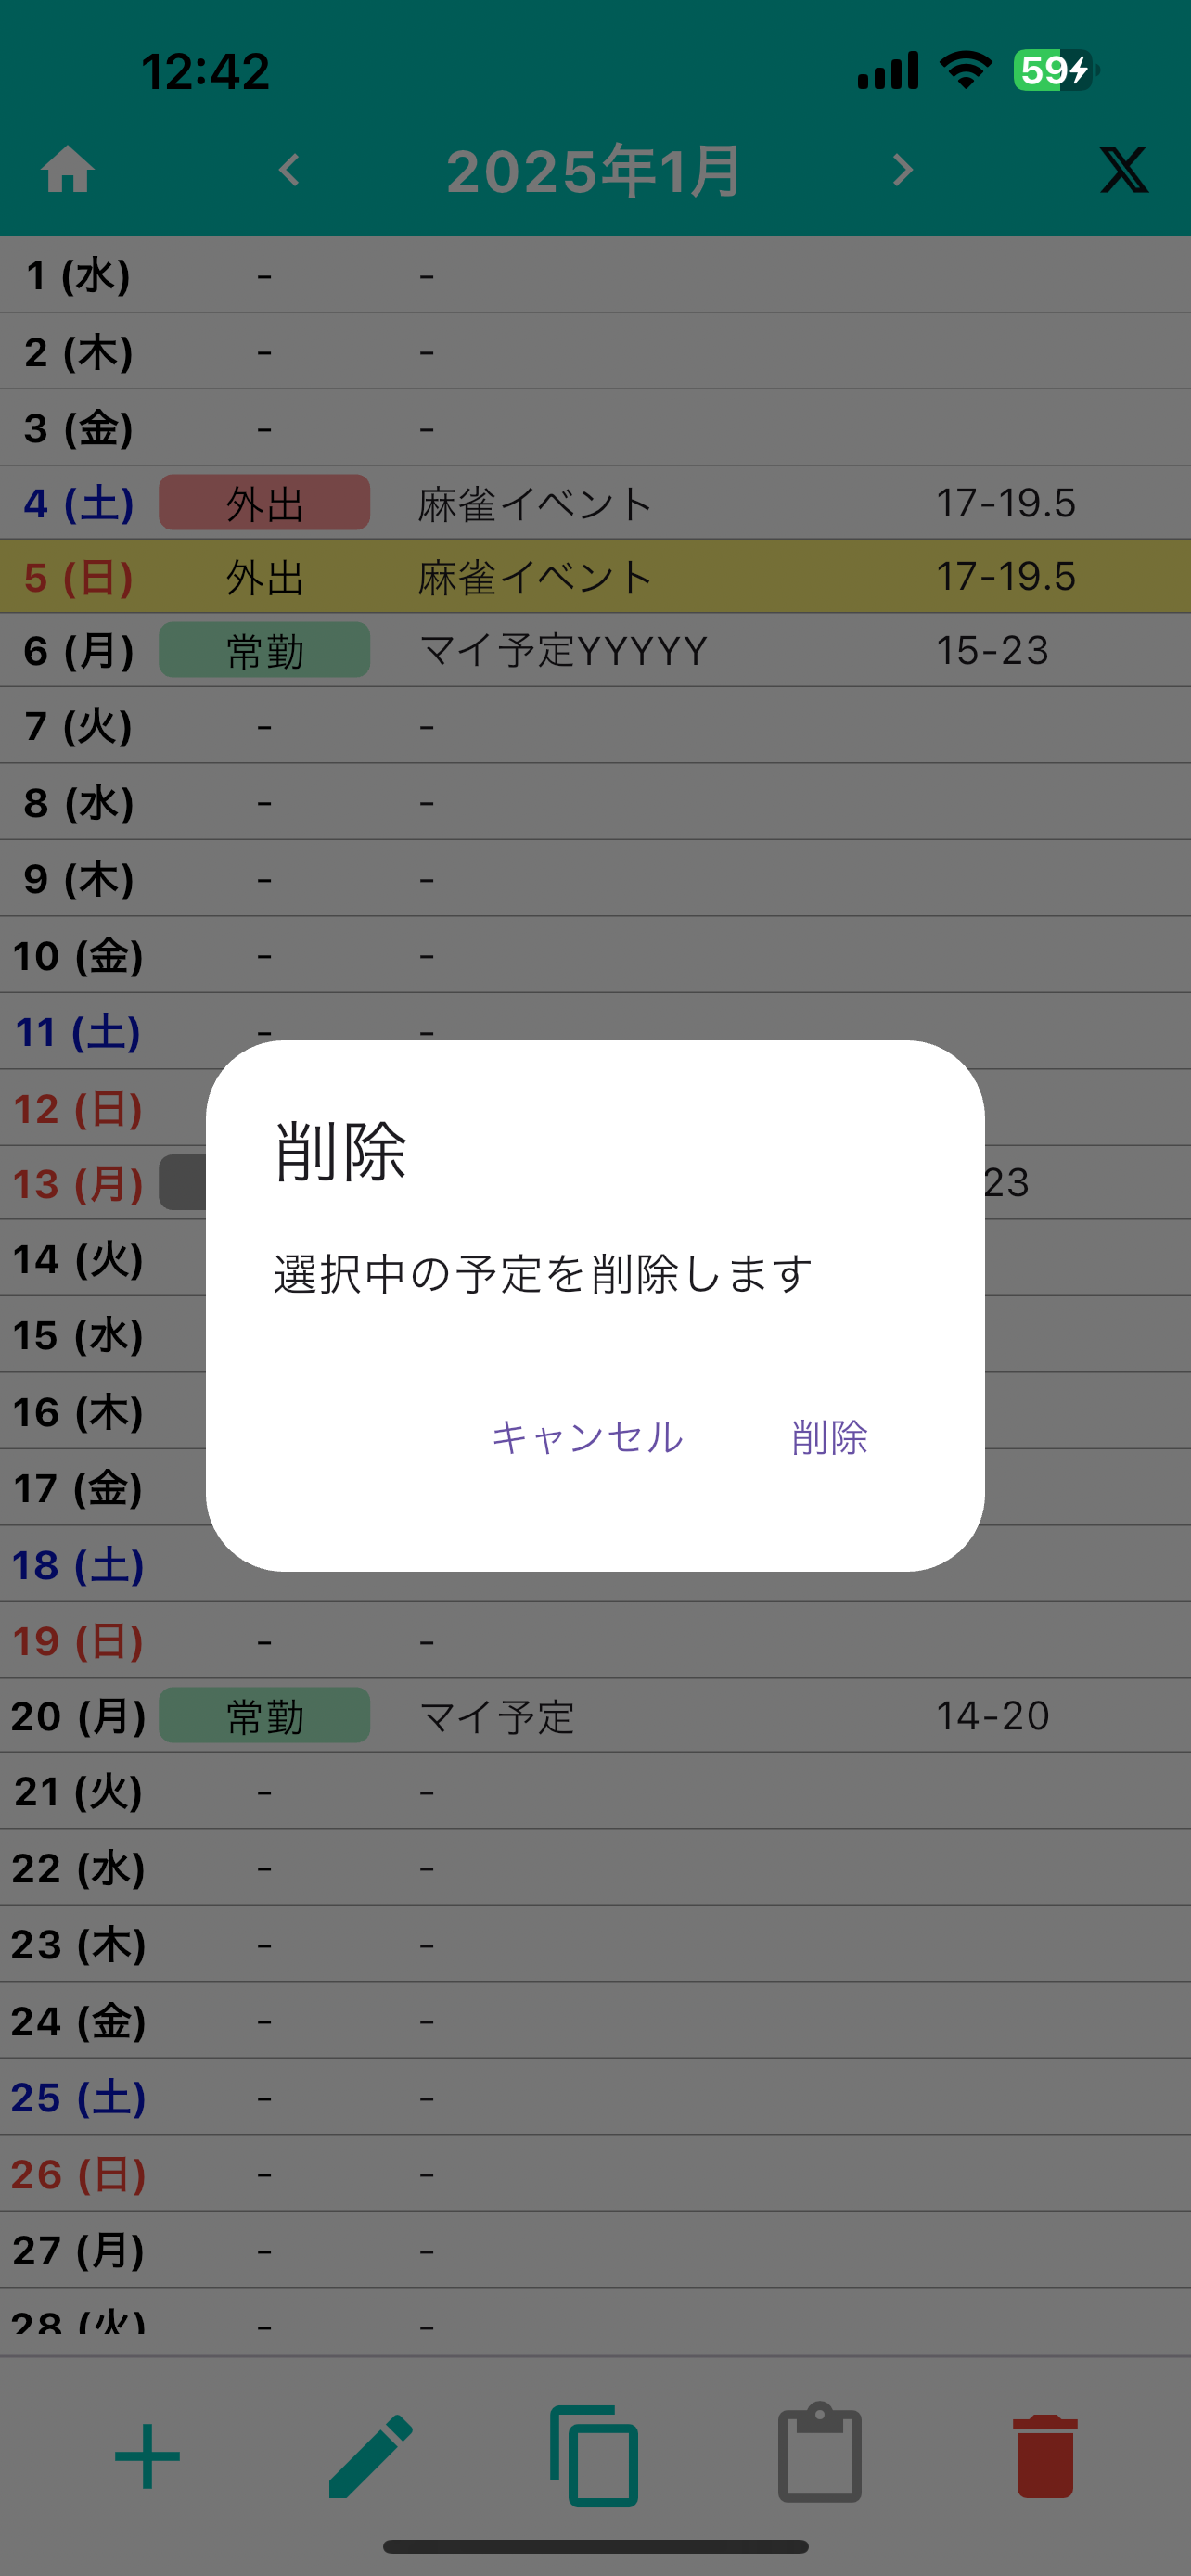 12:42 59
2025年1月
1 (水) - -
2 (木) - -
3 (金) - -
4 (土) 外出 麻雀イベント 17-19.5
5 (日) 外出 麻雀イベント 17-19.5
6 (月) 常勤 マイ予定YYYYY 15-23
7 (火) - -
8 (水) - -
9 (木) - -
10 (金) - -
11 (土) - -
12 (日)
13 (月) 23
14 (火)
15 (水)
16 (木)
17 (金)
18 (土)
削除
選択中の予定を削除します
キャンセル 削除
19 (日) - -
20 (月) 常勤 マイ予定 14-20
21 (火) - -
22 (水) - -
23 (木) - -
24 (金) - -
25 (土) - -
26 (日) - -
27 (月) - -
28 (火) - -